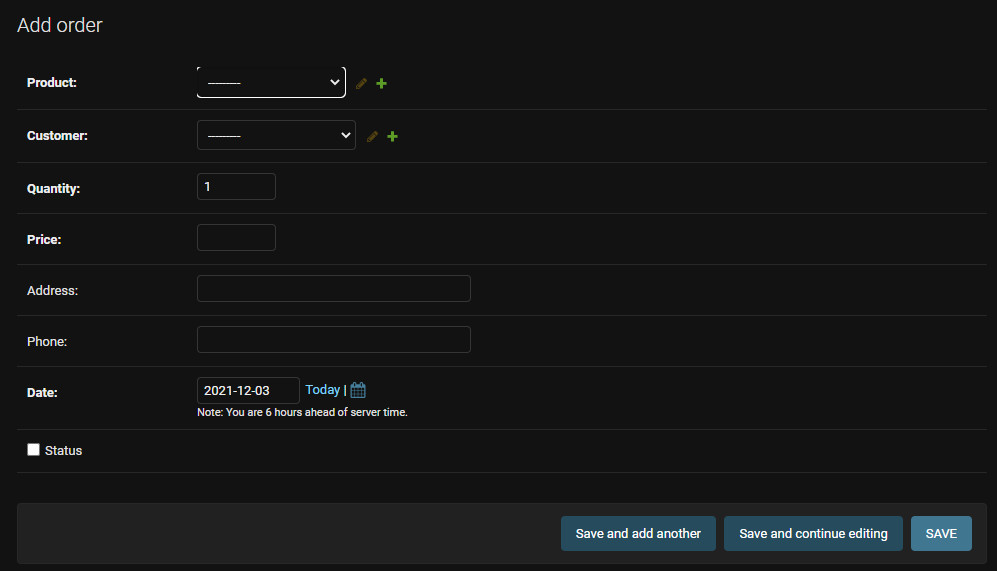 Add order
Product: ---------
Customer: ---------
Quantity: 1
Price:
Address:
Phone:
Date: 2021-12-03 Today |
Note: You are 6 hours ahead of server time.
Status
Save and add another Save and continue editing SAVE